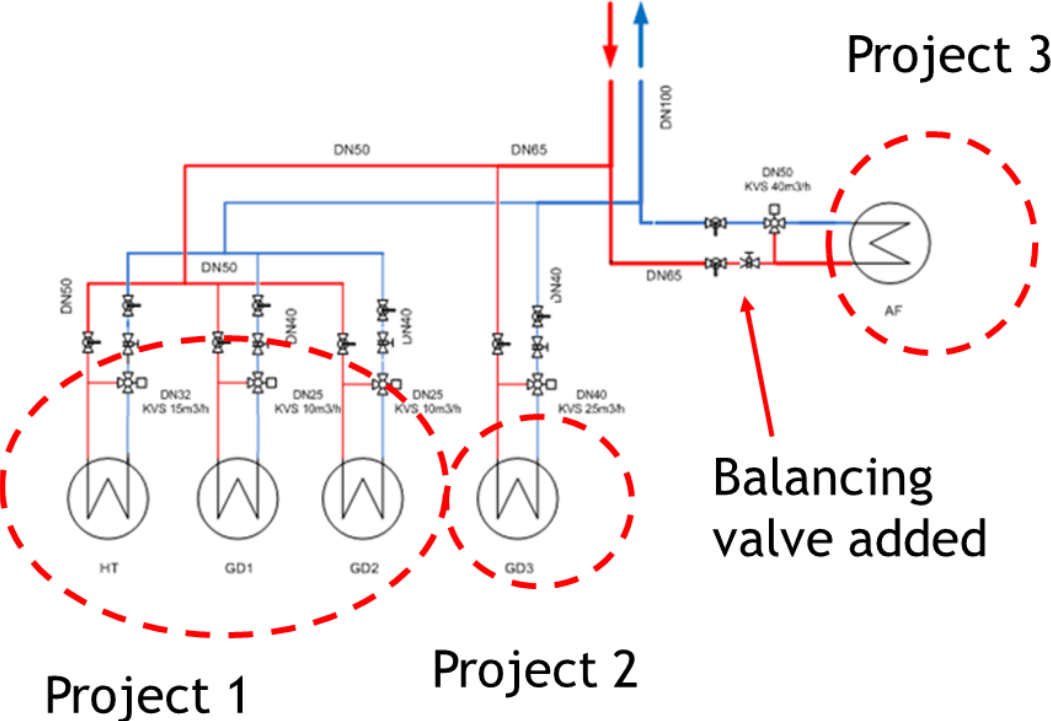 Project 3
DN100
DN50
DN65
DN50
KVS 40m3/h
DN50
DN65
DN50
DN40
DN40
DN40
AF
DN32
KVS 15m3/h
DN25
KVS 10m3/h
DN25
KVS 10m3/h
DN40
KVS 25m3/h
Balancing
valve added
HT
GD1
GD2
GD3
Project 1
Project 2